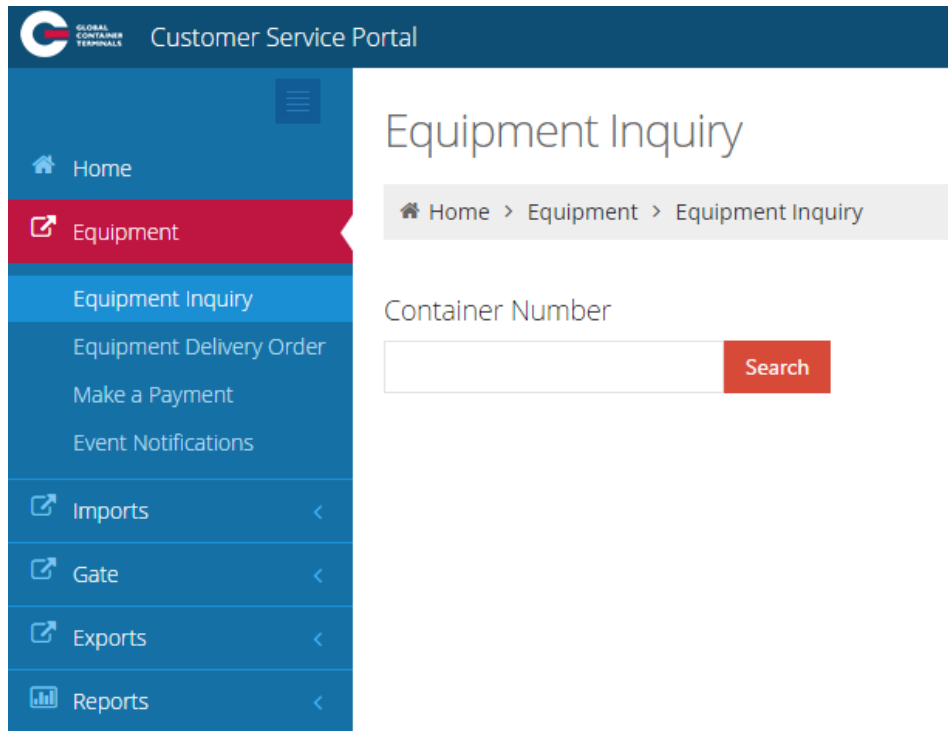 GLOBAL
CONTAINER
TERMINALS
Customer Service Portal
Home
Equipment
Equipment Inquiry
Equipment Delivery Order
Make a Payment
Event Notifications
Imports
Gate
Exports
Reports
Equipment Inquiry
Home > Equipment > Equipment Inquiry
Container Number
Search